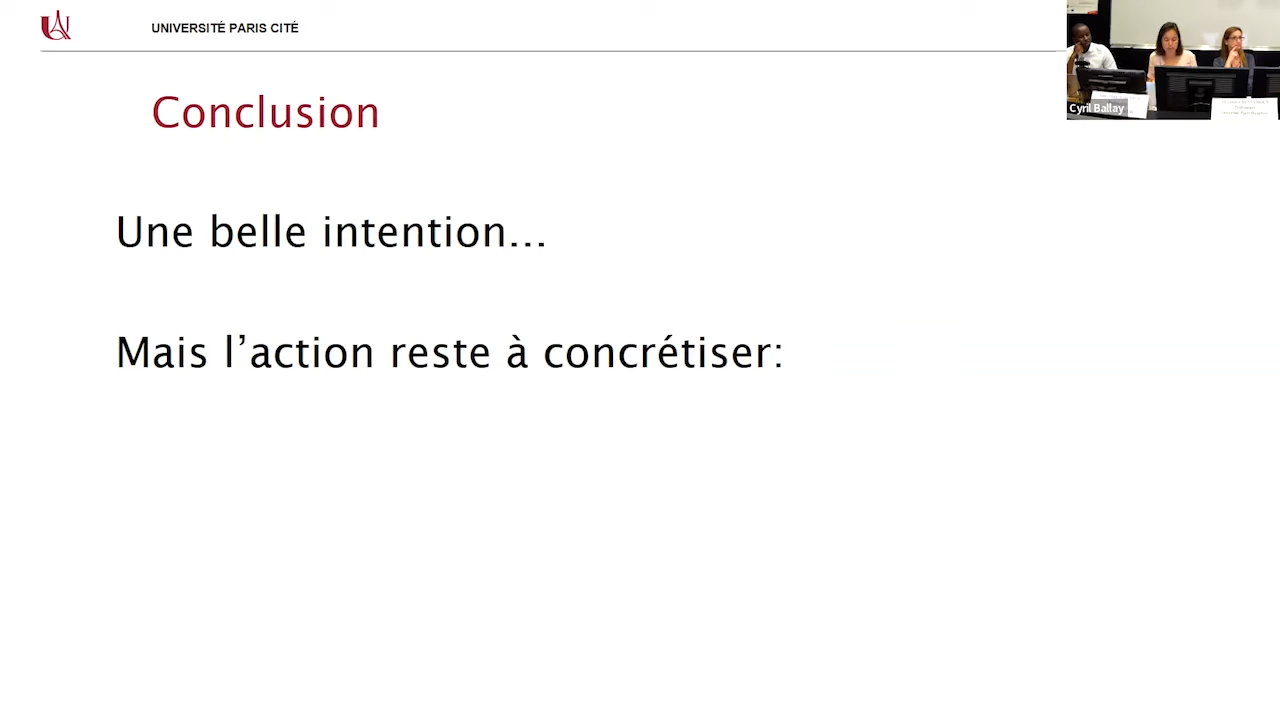 UNIVERSITÉ PARIS CITÉ
Cyril Ballay
Conclusion
Une belle intention...
Mais l’action reste à concrétiser: